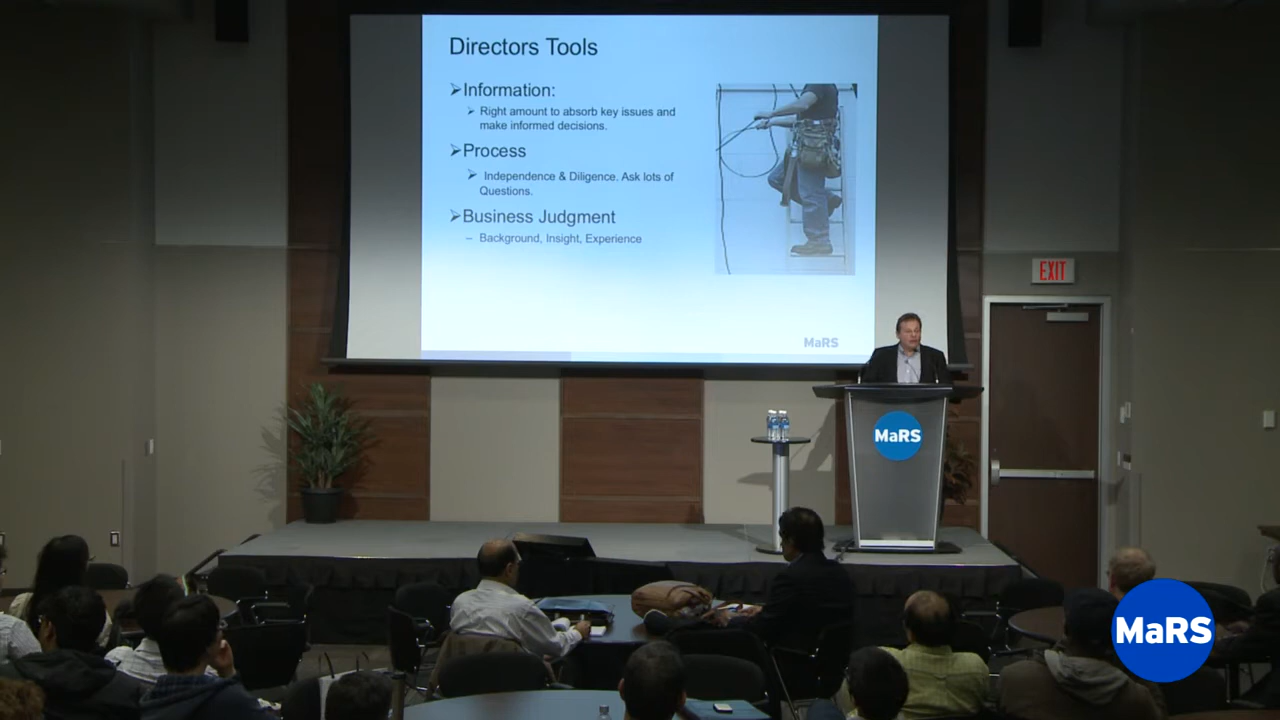 Directors Tools
➢Information:
➢ Right amount to absorb key issues and
make informed decisions.
➢Process
➢ Independence & Diligence. Ask lots of
Questions.
➢Business Judgment
– Background, Insight, Experience
MaRS
EXIT
MaRS
MaRS